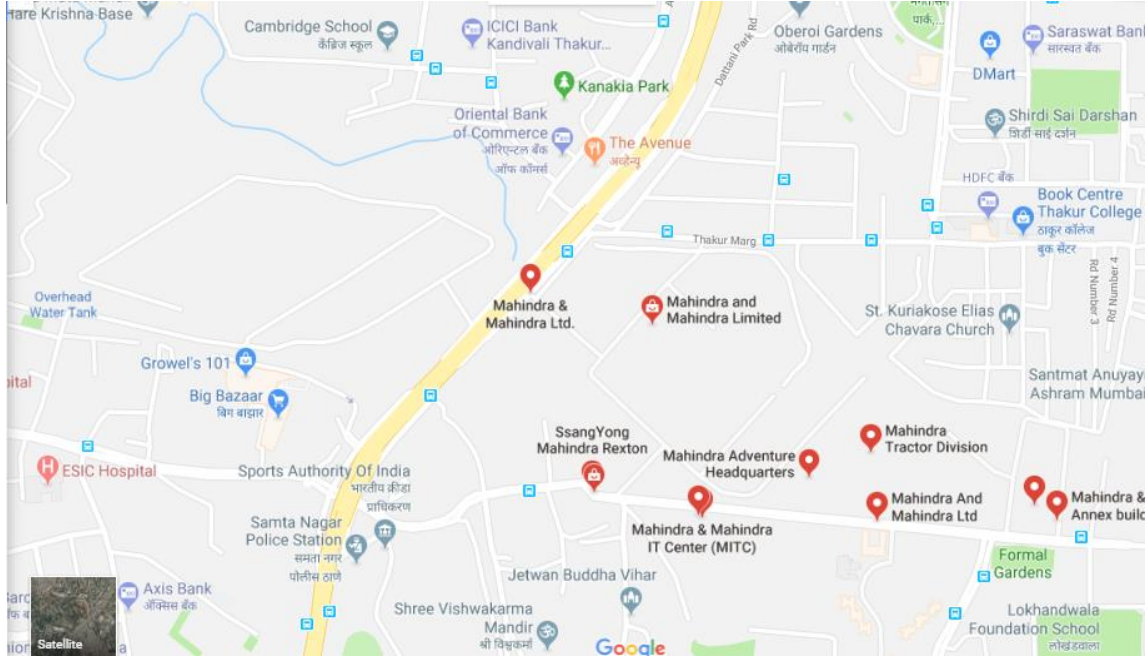 Hare Krishna Base
Cambridge School
कॅब्रिज स्कूल
ICICI Bank
Kandivali Thakur...
Kanakia Park
Dattani Park Rd
Oberoi Gardens
ओबेरॉय गार्डन
पार्क,...
DMart
Saraswat Bank
सारस्वत बँक
Oriental Bank
of Commerce
ओरिएन्टल बँक
ऑफ कॉमर्स
The Avenue
अव्हेन्यू
Shirdi Sai Darshan
शिर्डी साई दर्शन
HDFC बँक
Book Centre
Thakur College
ठाकूर कॉलेज
बुक सेंटर
Thakur Marg
Rd Number 3
Rd Number 4
Mahindra &
Mahindra Ltd.
Mahindra and
Mahindra Limited
St. Kuriakose Elias
Chavara Church
Overhead
Water Tank
Growel's 101
Big Bazaar
बिग बाझार
Santmat Anuyay
Ashram Mumbai
SsangYong
Mahindra Rexton
Mahindra Adventure
Headquarters
Mahindra
Tractor Division
ESIC Hospital
Sports Authority Of India
भारतीय क्रीडा
प्राधिकरण
Mahindra & Mahindra
IT Center (MITC)
Mahindra And
Mahindra Ltd
Mahindra &
Annex build
Samta Nagar
Police Station
समता नगर
पोलीस ठाणे
Formal
Gardens
Jetwan Buddha Vihar
Axis Bank
ॲक्सिस बँक
Shree Vishwakarma
Mandir
श्री विश्वकर्मा
Lokhandwala
Foundation School
लोखंडवाला
Satellite
Google